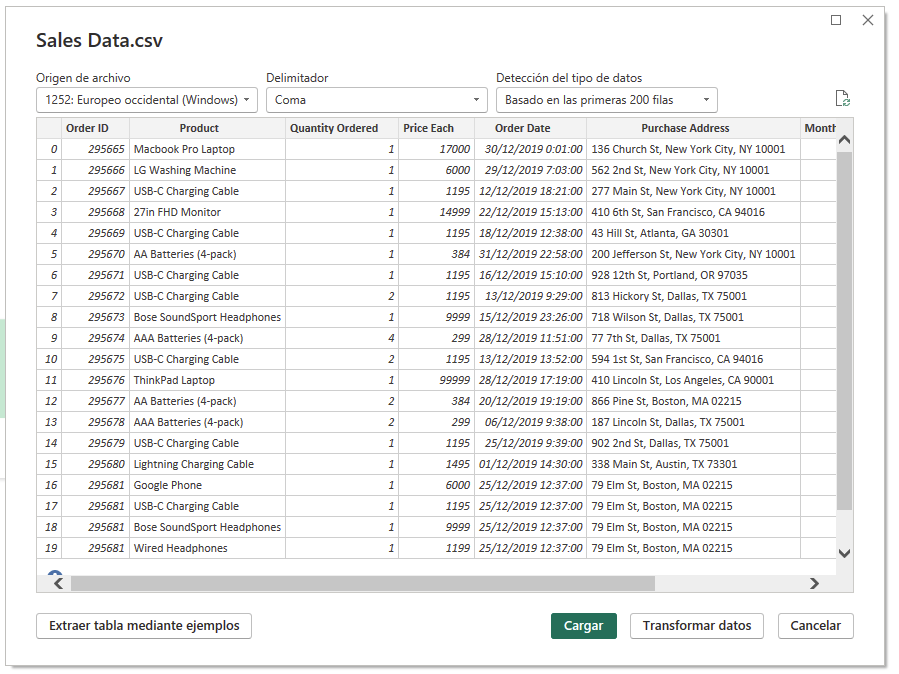 Sales Data.csv
Origen de archivo Delimitador Detección del tipo de datos
1252: Europeo occidental (Windows) Coma Basado en las primeras 200 filas
Order ID Product Quantity Ordered Price Each Order Date Purchase Address Month
0 295665 Macbook Pro Laptop 1 17000 30/12/2019 0:01:00 136 Church St, New York City, NY 10001
1 295666 LG Washing Machine 1 6000 29/12/2019 7:03:00 562 2nd St, New York City, NY 10001
2 295667 USB-C Charging Cable 1 1195 12/12/2019 18:21:00 277 Main St, New York City, NY 10001
3 295668 27in FHD Monitor 1 14999 22/12/2019 15:13:00 410 6th St, San Francisco, CA 94016
4 295669 USB-C Charging Cable 1 1195 18/12/2019 12:38:00 43 Hill St, Atlanta, GA 30301
5 295670 AA Batteries (4-pack) 1 384 31/12/2019 22:58:00 200 Jefferson St, New York City, NY 10001
6 295671 USB-C Charging Cable 1 1195 16/12/2019 15:10:00 928 12th St, Portland, OR 97035
7 295672 USB-C Charging Cable 2 1195 13/12/2019 9:29:00 813 Hickory St, Dallas, TX 75001
8 295673 Bose SoundSport Headphones 1 9999 15/12/2019 23:26:00 718 Wilson St, Dallas, TX 75001
9 295674 AAA Batteries (4-pack) 4 299 28/12/2019 11:51:00 77 7th St, Dallas, TX 75001
10 295675 USB-C Charging Cable 2 1195 13/12/2019 13:52:00 594 1st St, San Francisco, CA 94016
11 295676 ThinkPad Laptop 1 99999 28/12/2019 17:19:00 410 Lincoln St, Los Angeles, CA 90001
12 295677 AA Batteries (4-pack) 2 384 20/12/2019 19:19:00 866 Pine St, Boston, MA 02215
13 295678 AAA Batteries (4-pack) 2 299 06/12/2019 9:38:00 187 Lincoln St, Dallas, TX 75001
14 295679 USB-C Charging Cable 1 1195 25/12/2019 9:39:00 902 2nd St, Dallas, TX 75001
15 295680 Lightning Charging Cable 1 1495 01/12/2019 14:30:00 338 Main St, Austin, TX 73301
16 295681 Google Phone 1 6000 25/12/2019 12:37:00 79 Elm St, Boston, MA 02215
17 295681 USB-C Charging Cable 1 1195 25/12/2019 12:37:00 79 Elm St, Boston, MA 02215
18 295681 Bose SoundSport Headphones 1 9999 25/12/2019 12:37:00 79 Elm St, Boston, MA 02215
19 295681 Wired Headphones 1 1199 25/12/2019 12:37:00 79 Elm St, Boston, MA 02215
Extraer tabla mediante ejemplos Cargar Transformar datos Cancelar